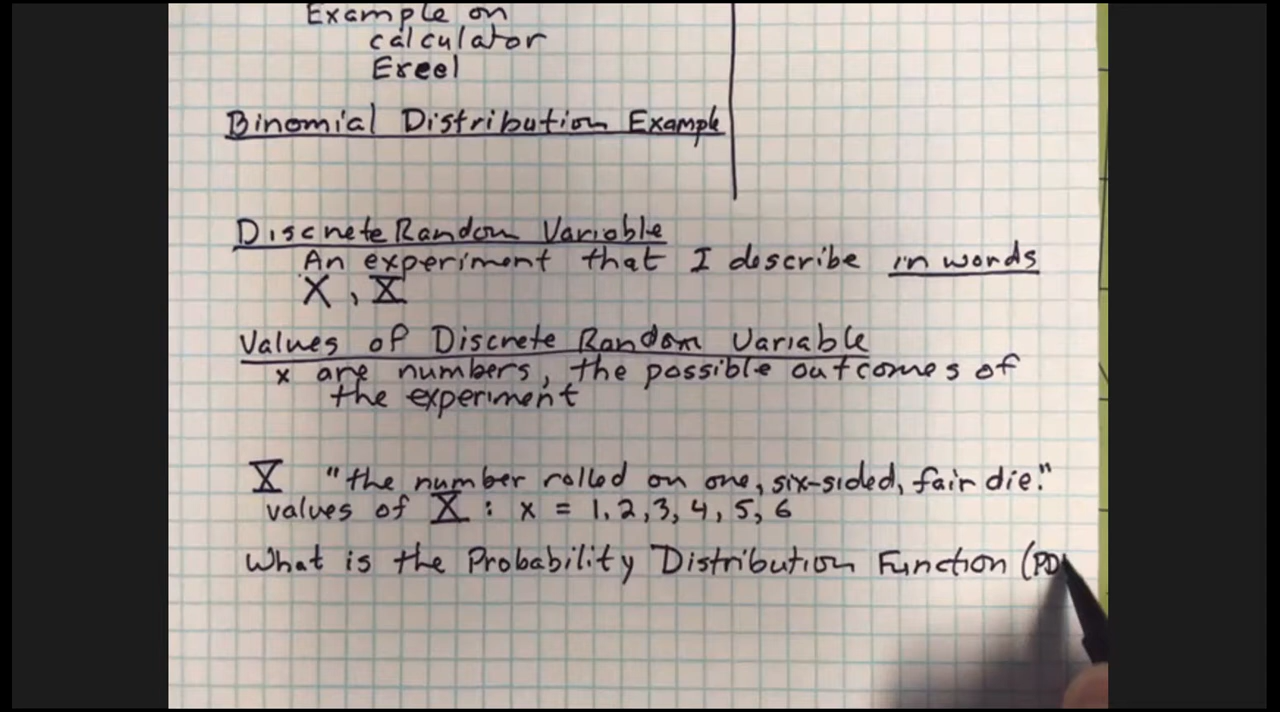 Example on
calculator
Excel
Binomial Distribution Example
Discrete Random Variable
An experiment that I describe in words
X, X
Values of Discrete Random Variable
x are numbers, the possible outcomes of
the experiment
X "the number rolled on one, six-sided, fair die."
values of X : x = 1, 2, 3, 4, 5, 6
What is the Probability Distribution Function (PD